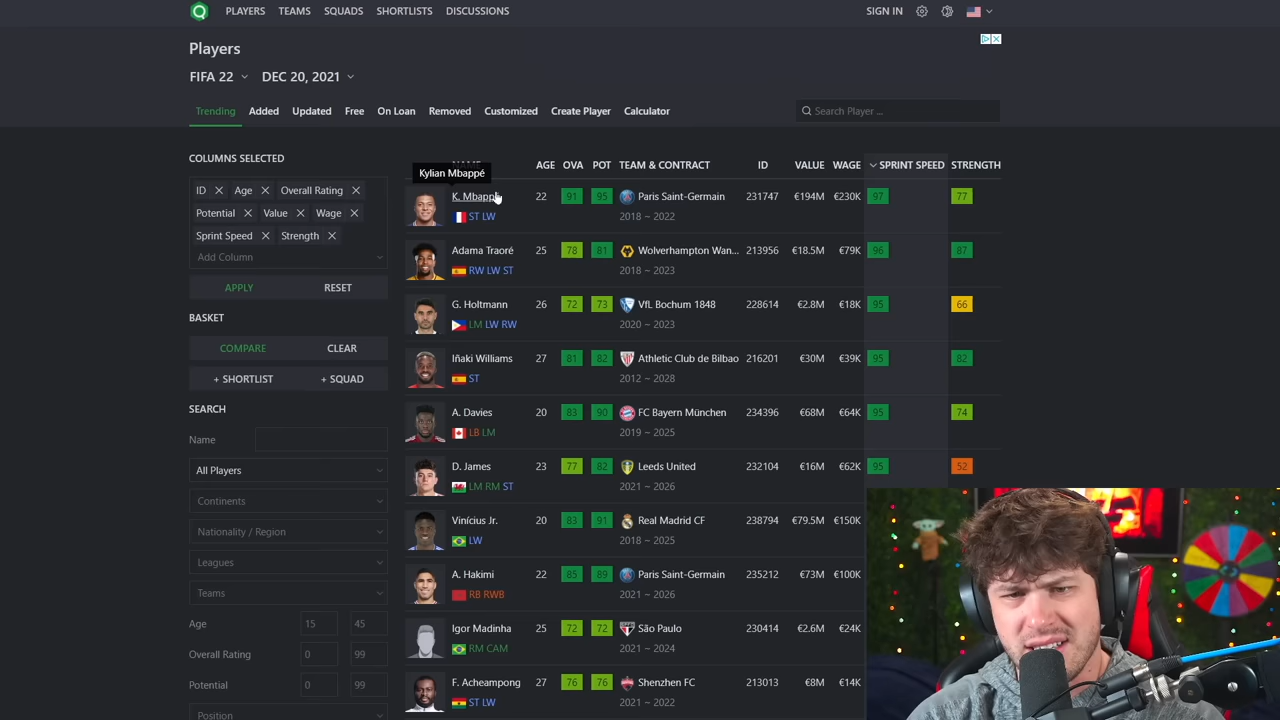 PLAYERS TEAMS SQUADS SHORTLISTS DISCUSSIONS SIGN IN
Players
FIFA 22 DEC 20, 2021
Trending Added Updated Free On Loan Removed Customized Create Player Calculator Search Player ...
COLUMNS SELECTED
ID Age Overall Rating
Potential Value Wage
Sprint Speed Strength
Add Column
APPLY RESET
BASKET
COMPARE CLEAR
+ SHORTLIST + SQUAD
SEARCH
Name
All Players
Continents
Nationality / Region
Leagues
Teams
Age 15 45
Overall Rating 0 99
Potential 0 99
Position
AGE OVA POT TEAM & CONTRACT ID VALUE WAGE SPRINT SPEED STRENGTH
Kylian Mbappé
K. Mbappé 22 91 95 Paris Saint-Germain 231747 €194M €230K 97 77
ST LW 2018 ~ 2022
Adama Traoré 25 78 81 Wolverhampton Wan... 213956 €18.5M €79K 96 87
RW LW ST 2018 ~ 2023
G. Holtmann 26 72 73 VfL Bochum 1848 228614 €2.8M €18K 95 66
LM LW RW 2020 ~ 2023
Iñaki Williams 27 81 82 Athletic Club de Bilbao 216201 €30M €39K 95 82
ST 2012 ~ 2028
A. Davies 20 83 90 FC Bayern München 234396 €68M €64K 95 74
LB LM 2019 ~ 2025
D. James 23 77 82 Leeds United 232104 €16M €62K 95 52
LM RM ST 2021 ~ 2026
Vinícius Jr. 20 83 91 Real Madrid CF 238794 €79.5M €150K
LW 2018 ~ 2025
A. Hakimi 22 85 89 Paris Saint-Germain 235212 €73M €100K
RB RWB 2021 ~ 2026
Igor Madinha 25 72 72 São Paulo 230414 €2.6M €24K
RM CAM 2021 ~ 2024
F. Acheampong 27 76 76 Shenzhen FC 213013 €8M €14K
ST LW 2021 ~ 2022